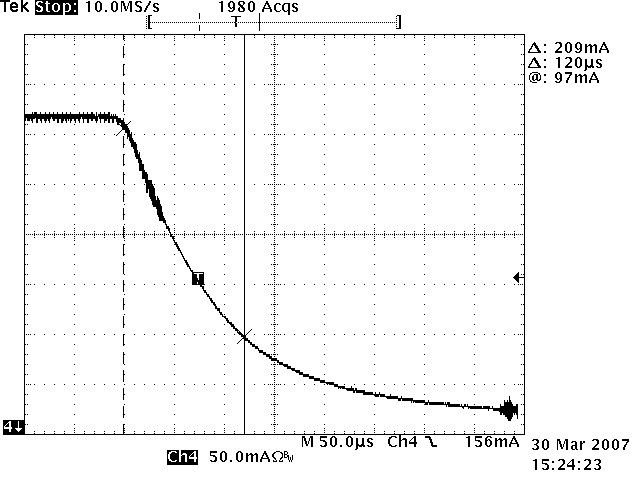 Tek Stop: 10.0MS/s 1980 Acqs
T
Δ: 209mA
Δ: 120µs
@: 97mA
T
4↓
M 50.0µs Ch4 ↘ 156mA
Ch4 50.0mAΩBw
30 Mar 2007
15:24:23